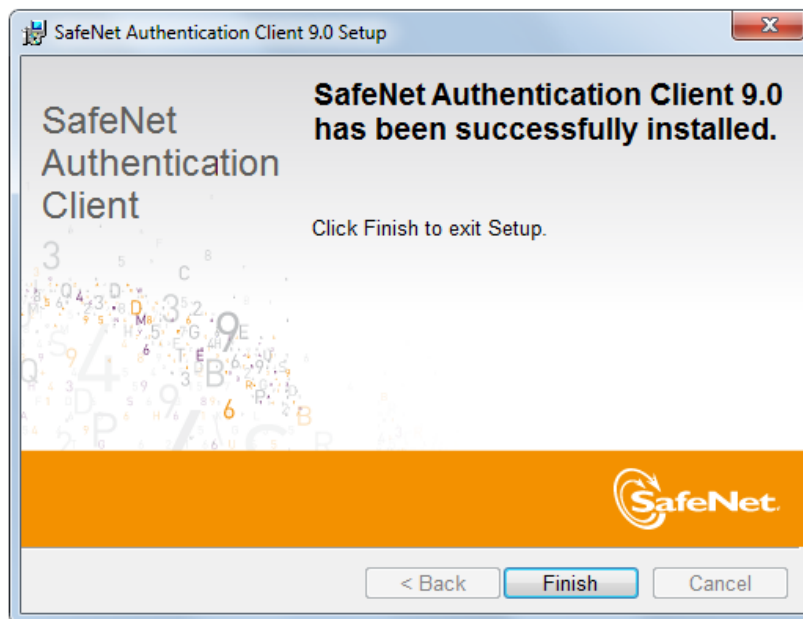 SafeNet Authentication Client 9.0 Setup
SafeNet
Authentication
Client
SafeNet Authentication Client 9.0
has been successfully installed.
Click Finish to exit Setup.
SafeNet.
< Back
Finish
Cancel